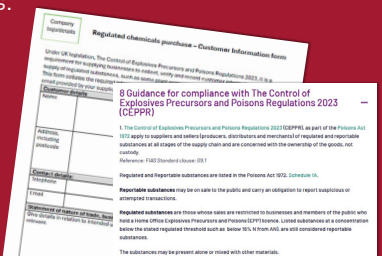 Company
logo/details
Regulated chemicals purchase – Customer Information form
Under UK legislation, The Control of Explosives Precursors and Poisons Regulations 2023, it is a
requirement for supplying businesses to collect, verify and record customer
supply of regulated substances, such as some plant
This form collates the required
email provided by your supplier
Customer details
Name
Address,
including
postcode
Contact details
Telephone
Email
Statement of nature of trade,
Give details in relation to intended
relevant.
8 Guidance for compliance with The Control of
Explosives Precursors and Poisons Regulations 2023
(CEPPR)
1. The Control of Explosives Precursors and Poisons Regulations 2023 (CEPPR), as part of the Poisons Act
1972 apply to suppliers and sellers (producers, distributors and merchants) of regulated and reportable
substances at all stages of the supply chain and are concerned with the ownership of the goods, not
custody.
Reference: FIAS Standard clause: G9.1
Regulated and Reportable substances are listed in the Poisons Act 1972, Schedule 1A.
Reportable substances may be on sale to the public and carry an obligation to report suspicious or
attempted transactions.
Regulated substances are those whose sales are restricted to businesses and members of the public who
hold a Home Office Explosives Precursors and Poisons (EPP) licence. Listed substances at a concentration
below the stated regulated threshold such as below 16% N from AN), are still considered reportable
substances.
The substances may be present alone or mixed with other materials.